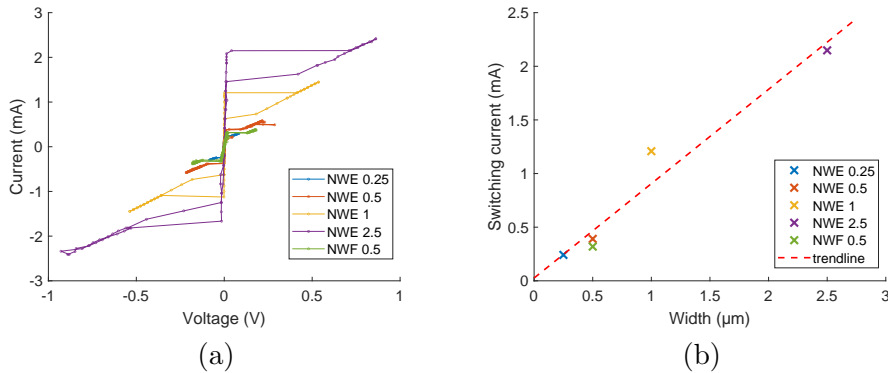 3
2
1
0
-1
-2
-3
Current (mA)
-1
-0.5
0
0.5
1
Voltage (V)
NWE 0.25
NWE 0.5
NWE 1
NWE 2.5
NWF 0.5
(a)
2.5
2
1.5
1
0.5
0
Switching current (mA)
0
0.5
1
1.5
2
2.5
3
Width (µm)
NWE 0.25
NWE 0.5
NWE 1
NWE 2.5
NWF 0.5
trendline
(b)